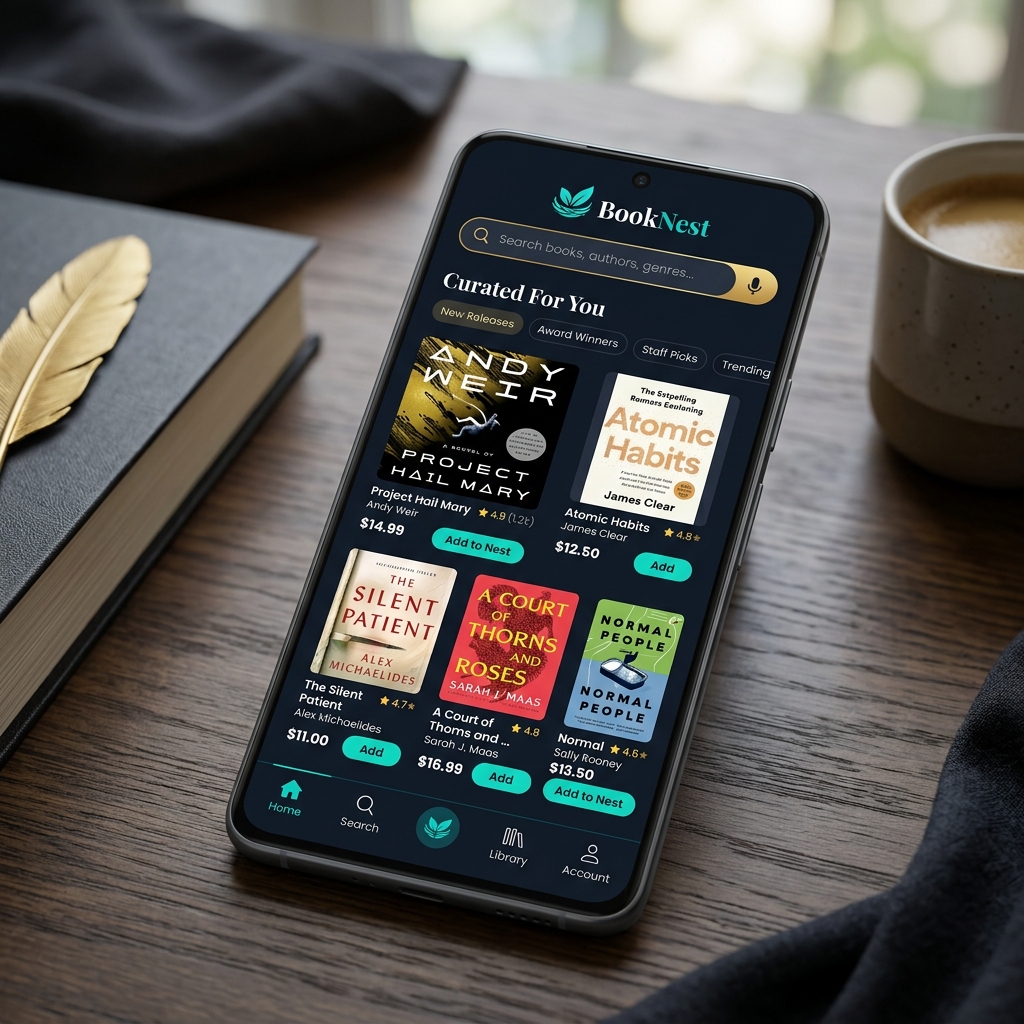 BookNest
Search books, authors, genres...
Curated For You
New Releases
Award Winners
Staff Picks
Trending
ANDY
WEIR
A NOVEL OF
PROJECT
HAIL MARY
Project Hail Mary ★ 4.9
Andy Weir
$14.99
Add to Nest
Atomic
Habits
James Clear
Atomic Habits ★ 4.8
James Clear
$12.50
Add
THE
SILENT
PATIENT
ALEX
MICHAELIDES
The Silent
Patient ★ 4.7
Alex Michaelides
$11.00
Add
A COURT
OF
THORNS
AND
ROSES
SARAH J. MAAS
A Court of
Thoms ond ... ★ 4.8
Sarah J. Maas
$16.99
Add
NORMAL
PEOPLE
NORMAL
PEOPLE
Normal ★ 4.6
Sally Rooney
$13.50
Add to Nest
Home
Search
Library
Account